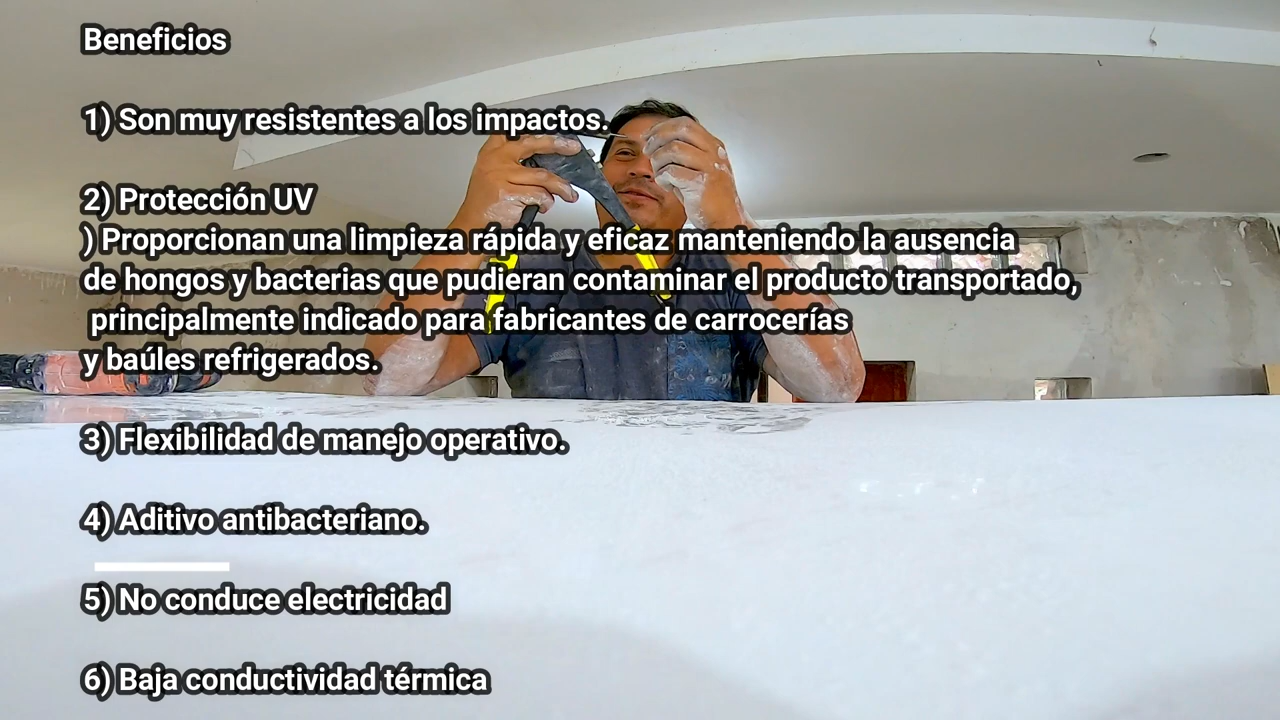 Beneficios
1) Son muy resistentes a los impactos.
2) Protección UV
) Proporcionan una limpieza rápida y eficaz manteniendo la ausencia
de hongos y bacterias que pudieran contaminar el producto transportado,
principalmente indicado para fabricantes de carrocerías
y baúles refrigerados.
3) Flexibilidad de manejo operativo.
4) Aditivo antibacteriano.
5) No conduce electricidad
6) Baja conductividad térmica